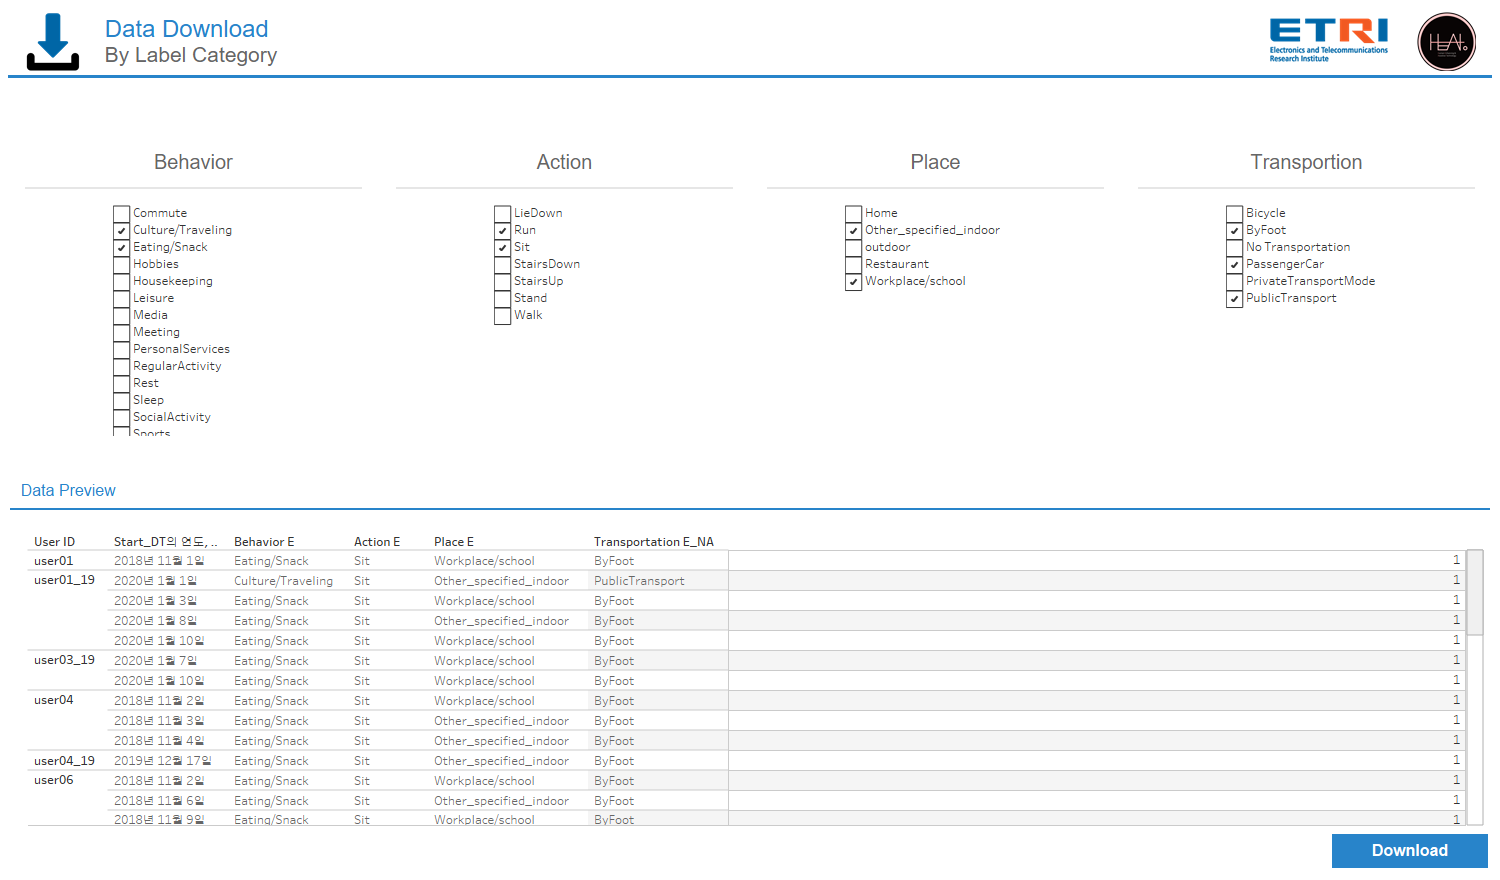 Data Download
By Label Category
ETRI
Electronics and Telecommunications
Research Institute
Behavior
Commute
Culture/Traveling
Eating/Snack
Hobbies
Housekeeping
Leisure
Media
Meeting
PersonalServices
RegularActivity
Rest
Sleep
SocialActivity
Sports
Action
LieDown
Run
Sit
StairsDown
StairsUp
Stand
Walk
Place
Home
Other_specified_indoor
outdoor
Restaurant
Workplace/school
Transportion
Bicycle
ByFoot
No Transportation
PassengerCar
PrivateTransportMode
PublicTransport
Data Preview
User ID Start_DT의 연도, .. Behavior E Action E Place E Transportation E_NA
user01 2018년 11월 1일 Eating/Snack Sit Workplace/school ByFoot 1
user01_19 2020년 1월 1일 Culture/Traveling Sit Other_specified_indoor PublicTransport 1
2020년 1월 3일 Eating/Snack Sit Workplace/school ByFoot 1
2020년 1월 8일 Eating/Snack Sit Other_specified_indoor ByFoot 1
2020년 1월 10일 Eating/Snack Sit Workplace/school ByFoot 1
user03_19 2020년 1월 7일 Eating/Snack Sit Workplace/school ByFoot 1
2020년 1월 10일 Eating/Snack Sit Workplace/school ByFoot 1
user04 2018년 11월 2일 Eating/Snack Sit Workplace/school ByFoot 1
2018년 11월 3일 Eating/Snack Sit Other_specified_indoor ByFoot 1
2018년 11월 4일 Eating/Snack Sit Other_specified_indoor ByFoot 1
user04_19 2019년 12월 17일 Eating/Snack Sit Other_specified_indoor ByFoot 1
user06 2018년 11월 2일 Eating/Snack Sit Workplace/school ByFoot 1
2018년 11월 6일 Eating/Snack Sit Other_specified_indoor ByFoot 1
2018년 11월 9일 Eating/Snack Sit Workplace/school ByFoot 1
Download